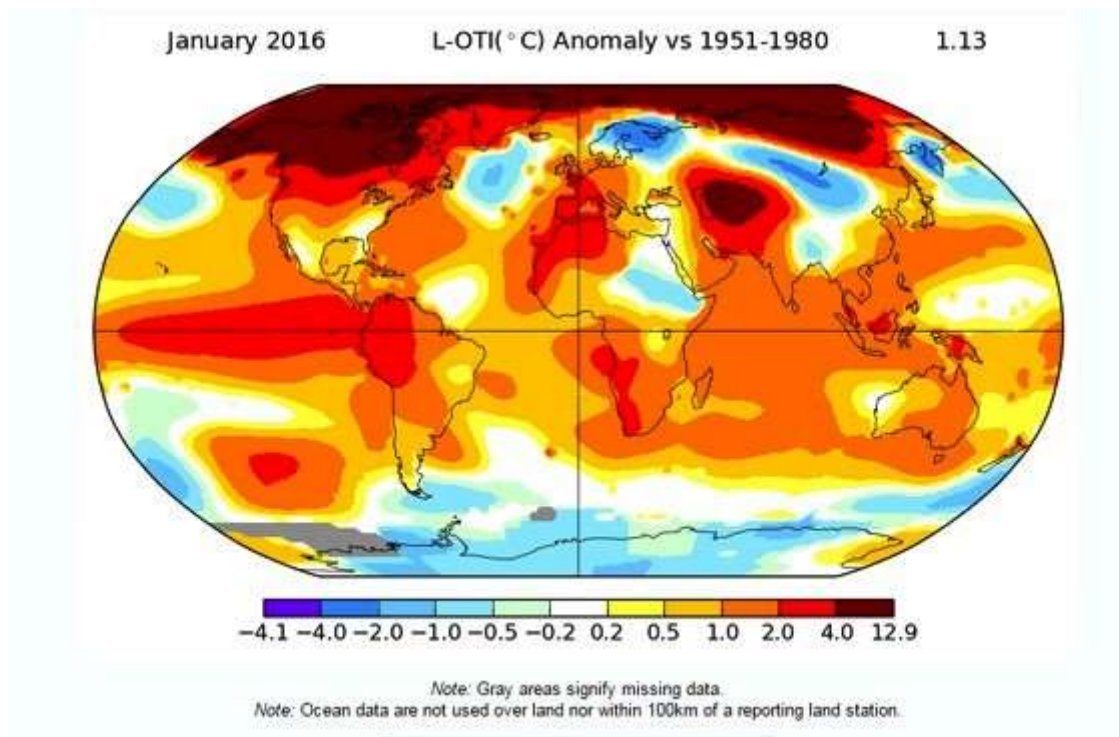 January 2016 L-OTI(°C) Anomaly vs 1951-1980 1.13
−4.1 −4.0 −2.0 −1.0 −0.5 −0.2 0.2 0.5 1.0 2.0 4.0 12.9
Note: Gray areas signify missing data.
Note: Ocean data are not used over land nor within 100km of a reporting land station.